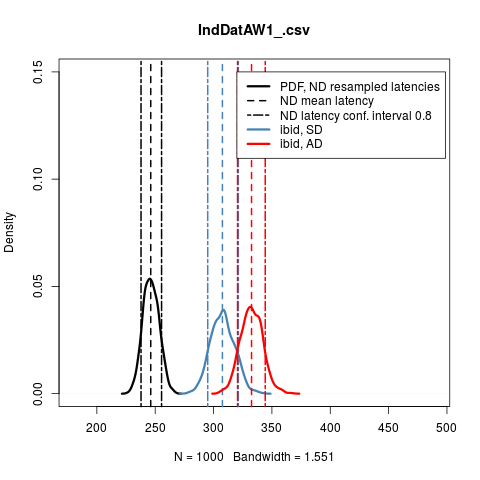 IndDatAW1_.csv
PDF, ND resampled latencies
ND mean latency
ND latency conf. interval 0.8
ibid, SD
ibid, AD
Density
0.15
0.10
0.05
0.00
200 250 300 350 400 450 500
N = 1000 Bandwidth = 1.551